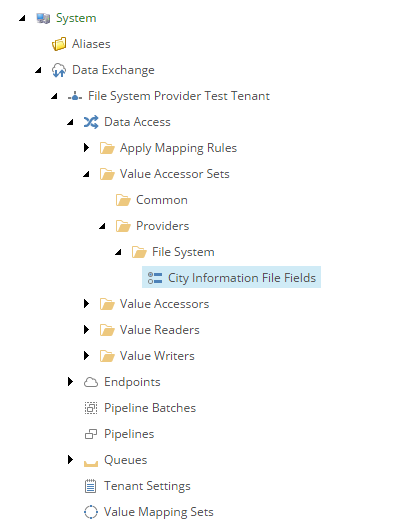 System
Aliases
Data Exchange
File System Provider Test Tenant
Data Access
Apply Mapping Rules
Value Accessor Sets
Common
Providers
File System
City Information File Fields
Value Accessors
Value Readers
Value Writers
Endpoints
Pipeline Batches
Pipelines
Queues
Tenant Settings
Value Mapping Sets